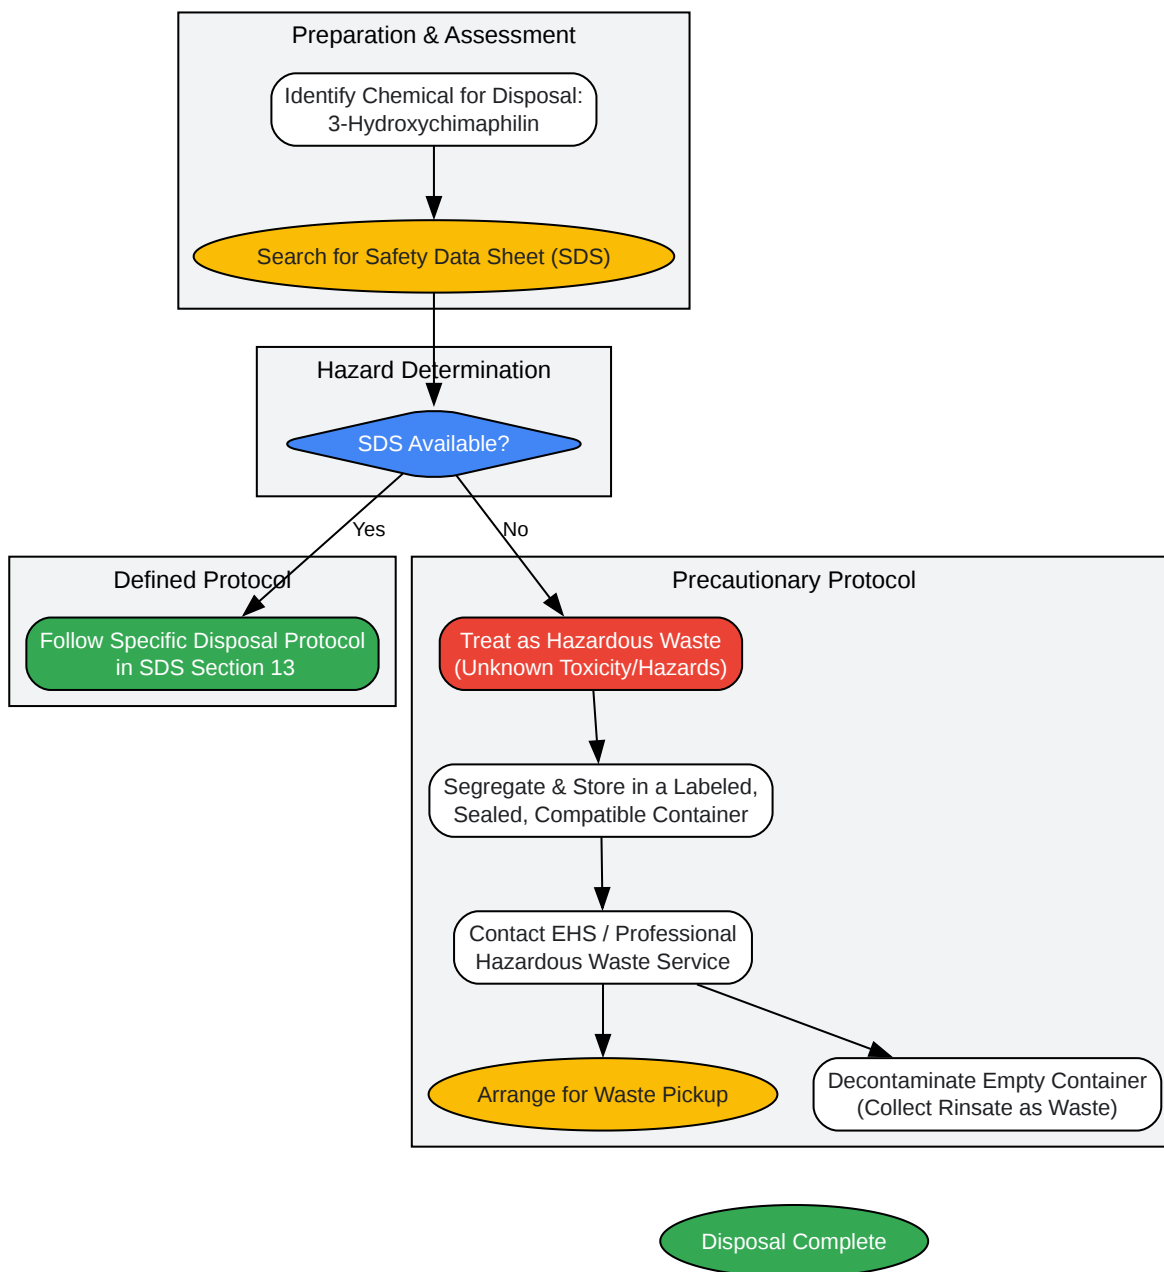 Preparation & Assessment
Identify Chemical for Disposal:
3-Hydroxychimaphilin
Search for Safety Data Sheet (SDS)
Hazard Determination
SDS Available?
Yes
No
Defined Protocol
Follow Specific Disposal Protocol
in SDS Section 13
Precautionary Protocol
Treat as Hazardous Waste
(Unknown Toxicity/Hazards)
Segregate & Store in a Labeled,
Sealed, Compatible Container
Contact EHS / Professional
Hazardous Waste Service
Arrange for Waste Pickup
Decontaminate Empty Container
(Collect Rinsate as Waste)
Disposal Complete